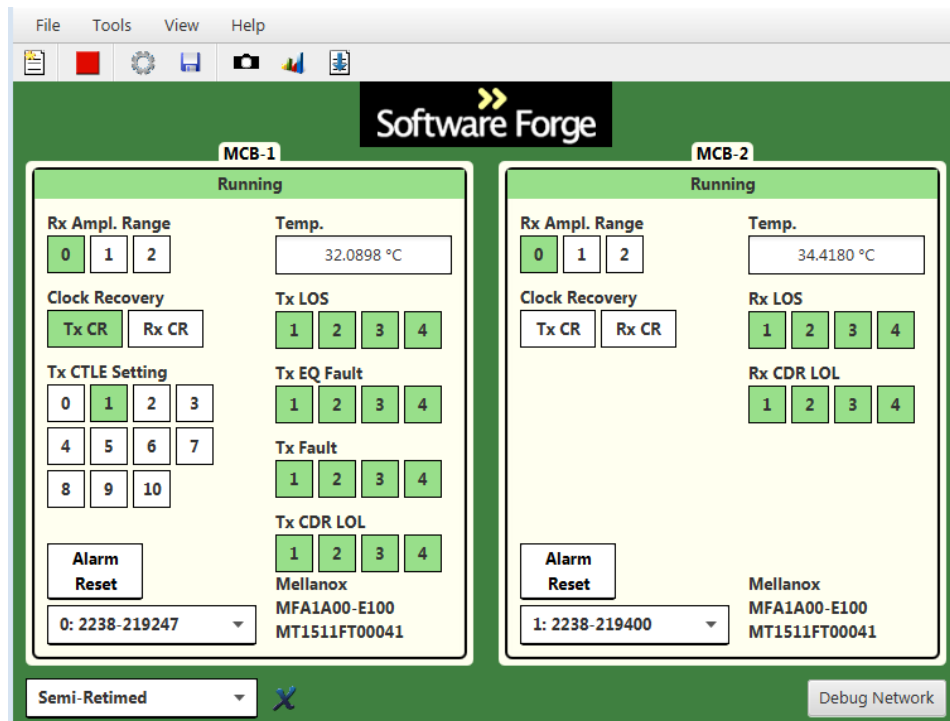 File Tools View Help
Software Forge
MCB-1
Running
Rx Ampl. Range
0 1 2
Clock Recovery
Tx CR Rx CR
Tx CTLE Setting
0 1 2 3
4 5 6 7
8 9 10
Alarm
Reset
0: 2238-219247
Temp.
32.0898 °C
Tx LOS
1 2 3 4
Tx EQ Fault
1 2 3 4
Tx Fault
1 2 3 4
Tx CDR LOL
1 2 3 4
Mellanox
MFA1A00-E100
MT1511FT00041
MCB-2
Running
Rx Ampl. Range
0 1 2
Clock Recovery
Tx CR Rx CR
Alarm
Reset
1: 2238-219400
Temp.
34.4180 °C
Rx LOS
1 2 3 4
Rx CDR LOL
1 2 3 4
Mellanox
MFA1A00-E100
MT1511FT00041
Semi-Retimed
Debug Network